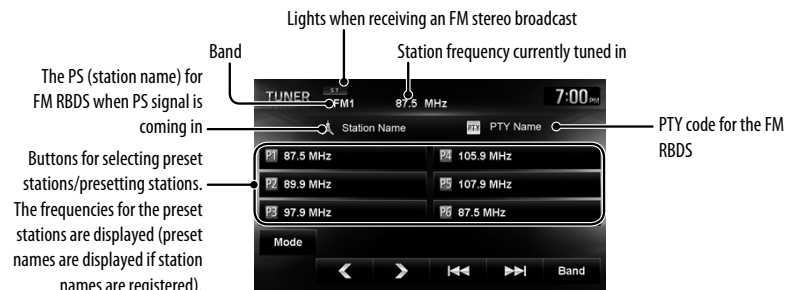 Lights when receiving an FM stereo broadcast
Band
Station frequency currently tuned in
The PS (station name) for
FM RBDS when PS signal is
coming in
Buttons for selecting preset
stations/presetting stations.
The frequencies for the preset
stations are displayed (preset
names are displayed if station
names are registered).
TUNER
ST
FM1
87.5 MHz
7:00 PM
Station Name
PTY
PTY Name
PTY code for the FM
RBDS
P1 87.5 MHz
P4 105.9 MHz
P2 89.9 MHz
P5 107.9 MHz
P3 97.9 MHz
P6 87.5 MHz
Mode
Band